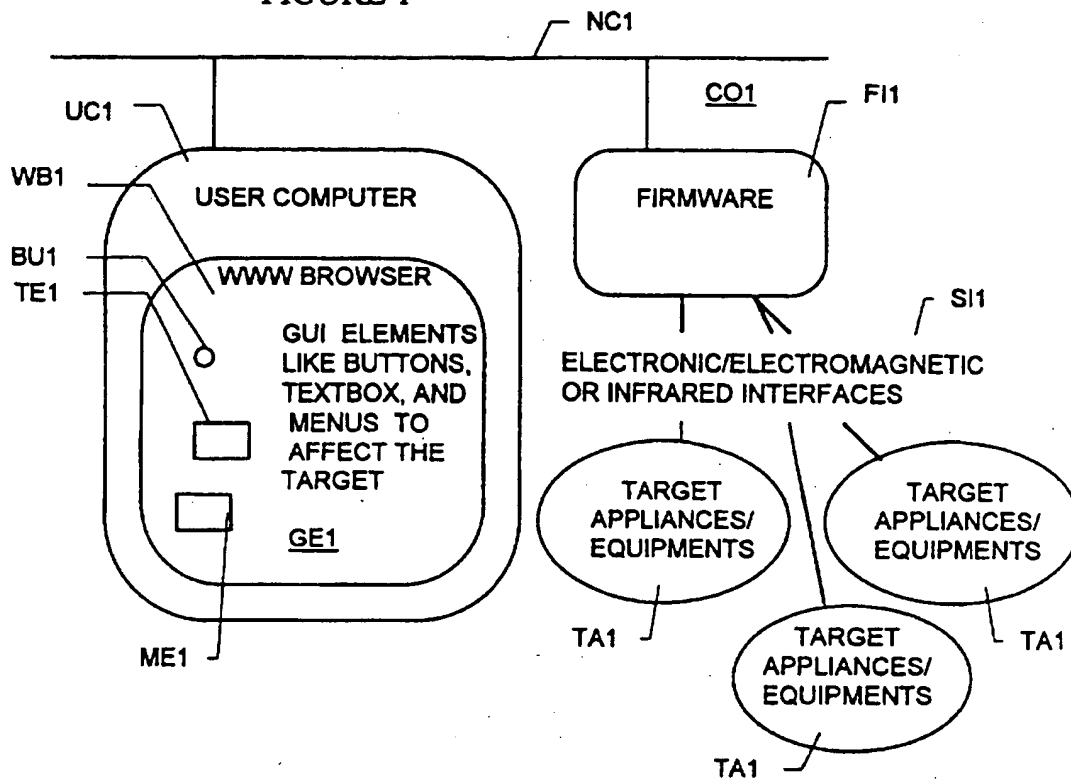 NC1
CO1
FI1
UC1
USER COMPUTER
FIRMWARE
WB1
WWW BROWSER
BU1
TE1
GUI ELEMENTS
LIKE BUTTONS,
TEXTBOX, AND
MENUS TO
AFFECT THE
TARGET
GE1
ME1
SI1
ELECTRONIC/ELECTROMAGNETIC
OR INFRARED INTERFACES
TARGET
APPLIANCES/
EQUIPMENTS
TA1
TARGET
APPLIANCES/
EQUIPMENTS
TA1
TARGET
APPLIANCES/
EQUIPMENTS
TA1